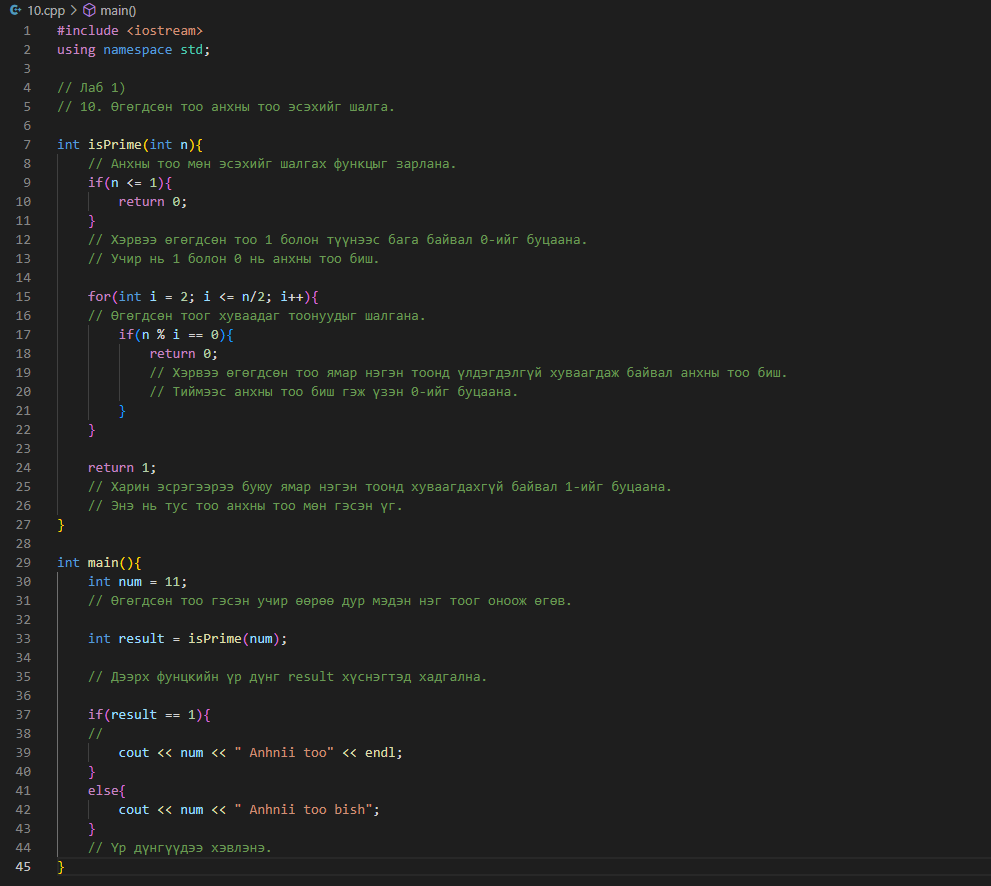 10.cpp > main()
1 #include <iostream>
2 using namespace std;
3
4 // Лаб 1)
5 // 10. Өгөгдсөн тоо анхны тоо эсэхийг шалга.
6
7 int isPrime(int n){
8 // Анхны тоо мөн эсэхийг шалгах функцыг зарлана.
9 if(n <= 1){
10 return 0;
11 }
12 // Хэрвээ өгөгдсөн тоо 1 болон түүнээс бага байвал 0-ийг буцаана.
13 // Учир нь 1 болон 0 нь анхны тоо биш.
14
15 for(int i = 2; i <= n/2; i++){
16 // Өгөгдсөн тоог хуваадаг тоонуудыг шалгана.
17 if(n % i == 0){
18 return 0;
19 // Хэрвээ өгөгдсөн тоо ямар нэгэн тоонд үлдэгдэлгүй хуваагдаж байвал анхны тоо биш.
20 // Тиймээс анхны тоо биш гэж үзэн 0-ийг буцаана.
21 }
22 }
23
24 return 1;
25 // Харин эсрэгээрээ буюу ямар нэгэн тоонд хуваагдахгүй байвал 1-ийг буцаана.
26 // Энэ нь тус тоо анхны тоо мөн гэсэн үг.
27 }
28
29 int main(){
30 int num = 11;
31 // Өгөгдсөн тоо гэсэн учир өөрөө дур мэдэн нэг тоог оноож өгөв.
32
33 int result = isPrime(num);
34
35 // Дээрх фунцкийн үр дүнг result хүснэгтэд хадгална.
36
37 if(result == 1){
38 //
39 cout << num << " Anhnii too" << endl;
40 }
41 else{
42 cout << num << " Anhnii too bish";
43 }
44 // Үр дүнгүүдээ хэвлэнэ.
45 }